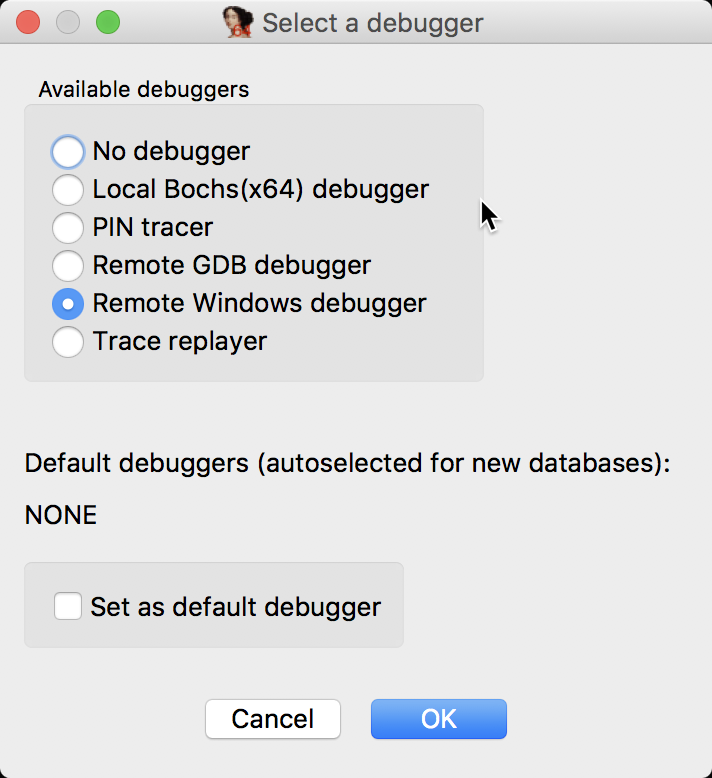 Select a debugger
Available debuggers
No debugger
Local Bochs(x64) debugger
PIN tracer
Remote GDB debugger
Remote Windows debugger
Trace replayer
Default debuggers (autoselected for new databases):
NONE
Set as default debugger
Cancel
OK